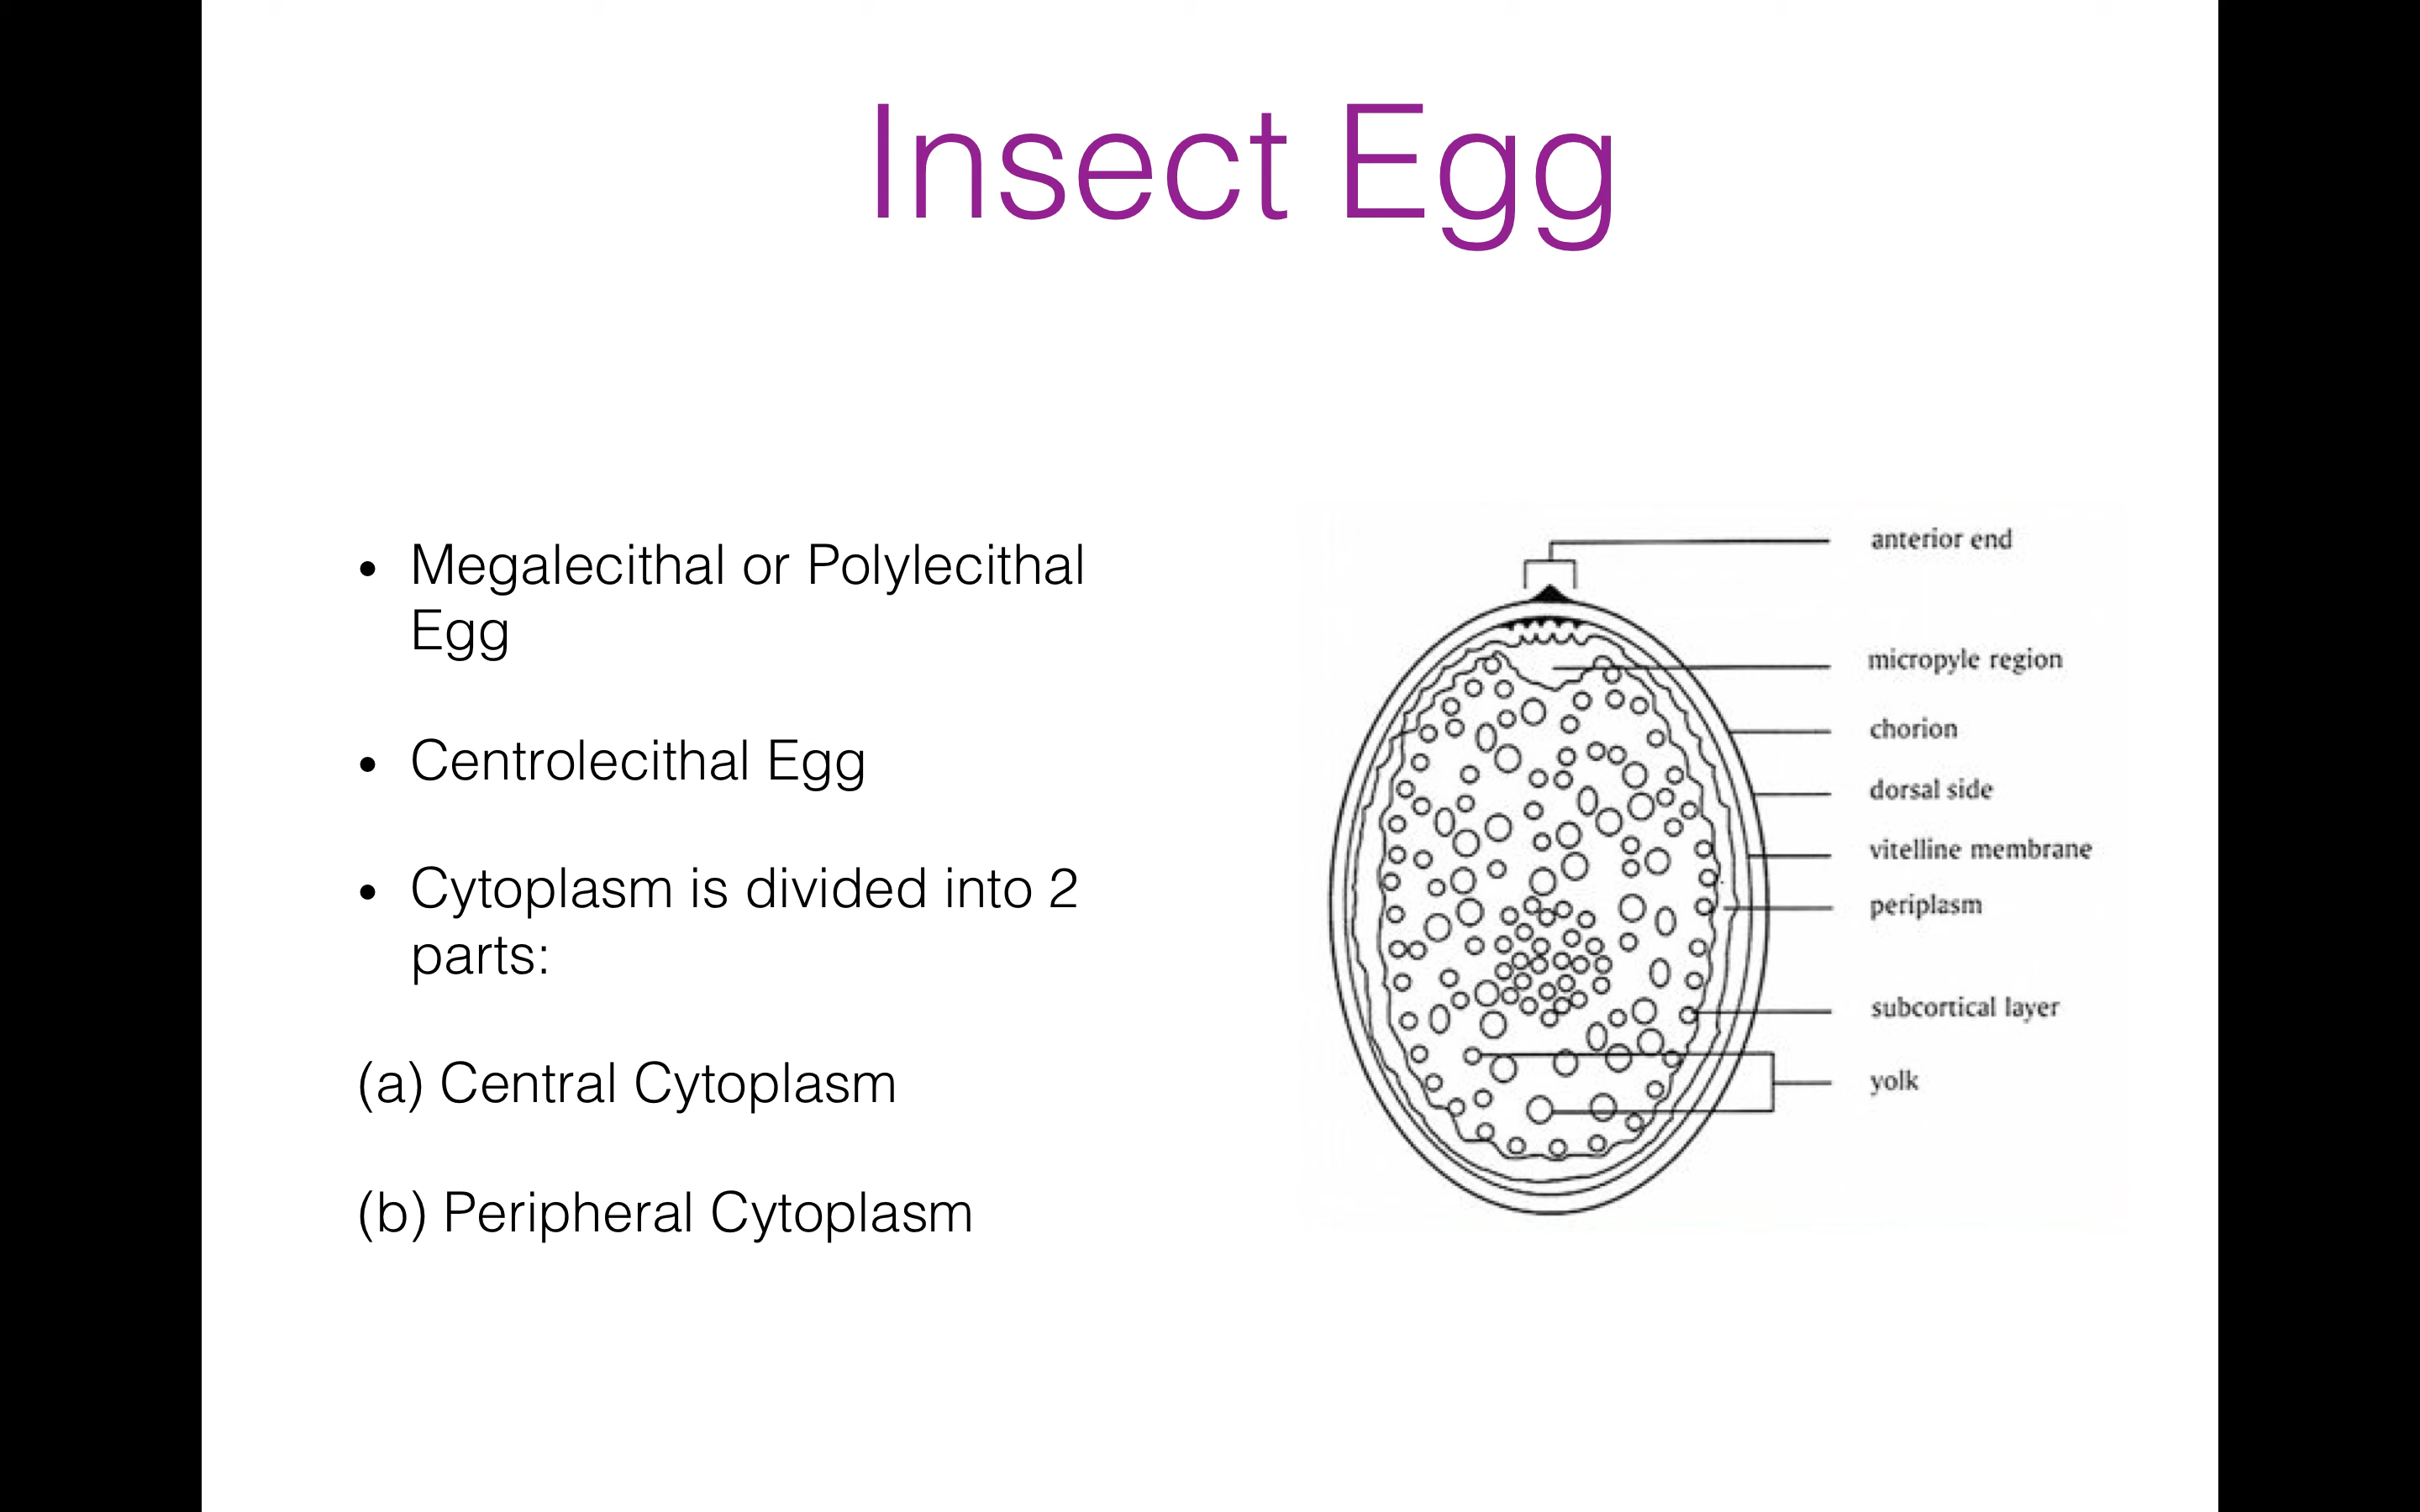 Insect Egg
• Megalecithal or Polylecithal
Egg
• Centrolecithal Egg
• Cytoplasm is divided into 2
parts:
(a) Central Cytoplasm
(b) Peripheral Cytoplasm
anterior end
micropyle region
chorion
dorsal side
vitelline membrane
periplasm
subcortical layer
yolk